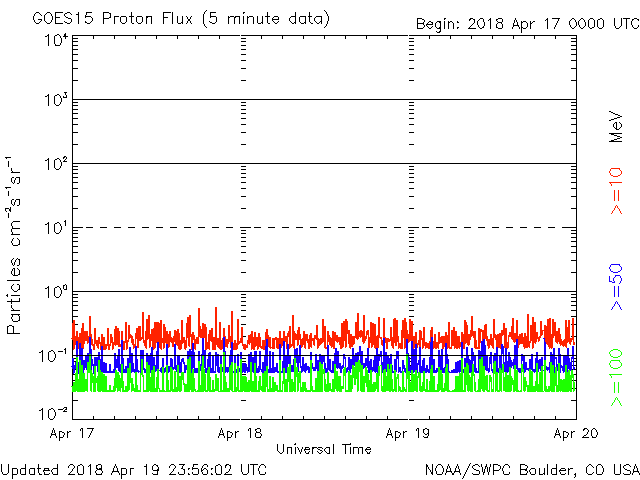 GOES15 Proton Flux (5 minute data)
Begin: 2018 Apr 17 0000 UTC
10⁴
10³
10²
10¹
10⁰
10⁻¹
10⁻²
Particles cm⁻²s⁻¹sr⁻¹
MeV
>=10
>=50
>=100
Apr 17
Apr 18
Apr 19
Apr 20
Universal Time
Updated 2018 Apr 19 23:56:02 UTC
NOAA/SWPC Boulder, CO USA